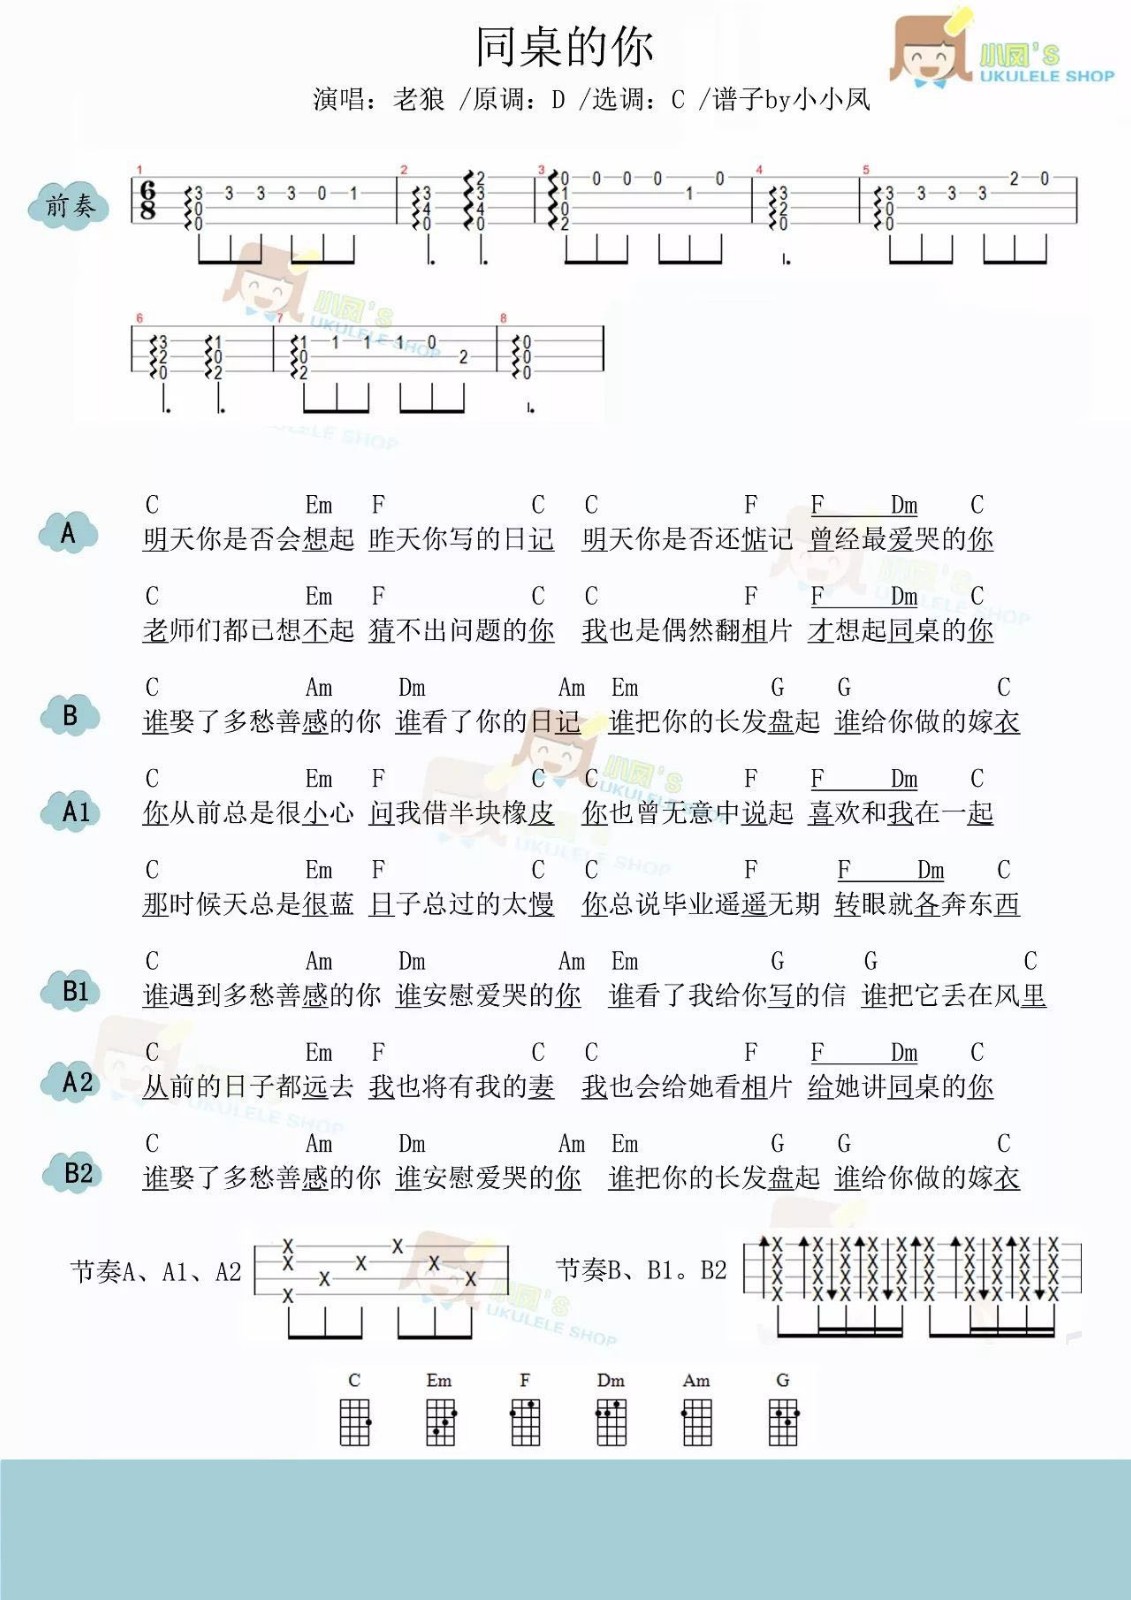 同桌的你
小凤'S
UKULELE SHOP
演唱：老狼 /原调：D /选调：C /谱子by小小凤
前奏
1 2 3 4 5
6 3 3 3 3 0 1 3 2 0 0 0 0 0 3 3 3 3 3 2 0
8 0 0 4 0 3 4 0 1 0 2 1 2 0 0 0
小凤'S
UKULELE SHOP
6 7 8
3 2 0 1 0 2 1 0 2 1 1 1 0 2 0 0 0
UKULELE SHOP
C Em F C C F F Dm C
A 明天你是否会想起 昨天你写的日记 明天你是否还惦记 曾经最爱哭的你
C Em F C C F F Dm C
老师们都已想不起 猜不出问题的你 我也是偶然翻相片 才想起同桌的你
C Am Dm Am Em G G C
B 谁娶了多愁善感的你 谁看了你的日记 谁把你的长发盘起 谁给你做的嫁衣
C Em F C C F F Dm C
A1 你从前总是很小心 问我借半块橡皮 你也曾无意中说起 喜欢和我在一起
C Em F C C F F Dm C
那时候天总是很蓝 日子总过的太慢 你总说毕业遥遥无期 转眼就各奔东西
C Am Dm Am Em G G C
B1 谁遇到多愁善感的你 谁安慰爱哭的你 谁看了我给你写的信 谁把它丢在风里
C Em F C C F F Dm C
A2 从前的日子都远去 我也将有我的妻 我也会给她看相片 给她讲同桌的你
C Am Dm Am Em G G C
B2 谁娶了多愁善感的你 谁安慰爱哭的你 谁把你的长发盘起 谁给你做的嫁衣
节奏A、A1、A2 节奏B、B1。B2
小凤'S
UKULELE SHOP
C Em F Dm Am G